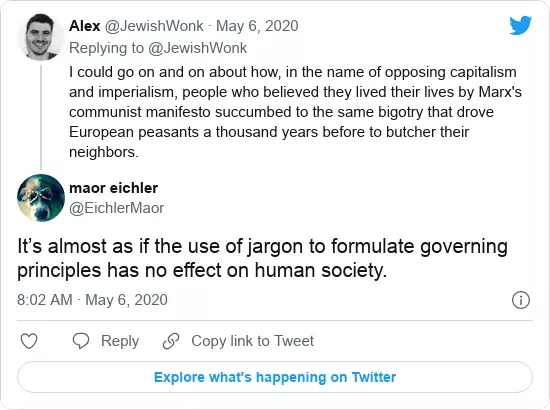 Alex @JewishWonk · May 6, 2020
Replying to @JewishWonk
I could go on and on about how, in the name of opposing capitalism
and imperialism, people who believed they lived their lives by Marx's
communist manifesto succumbed to the same bigotry that drove
European peasants a thousand years before to butcher their
neighbors.
maor eichler
@EichlerMaor
It’s almost as if the use of jargon to formulate governing
principles has no effect on human society.
8:02 AM · May 6, 2020
Reply
Copy link to Tweet
Explore what's happening on Twitter